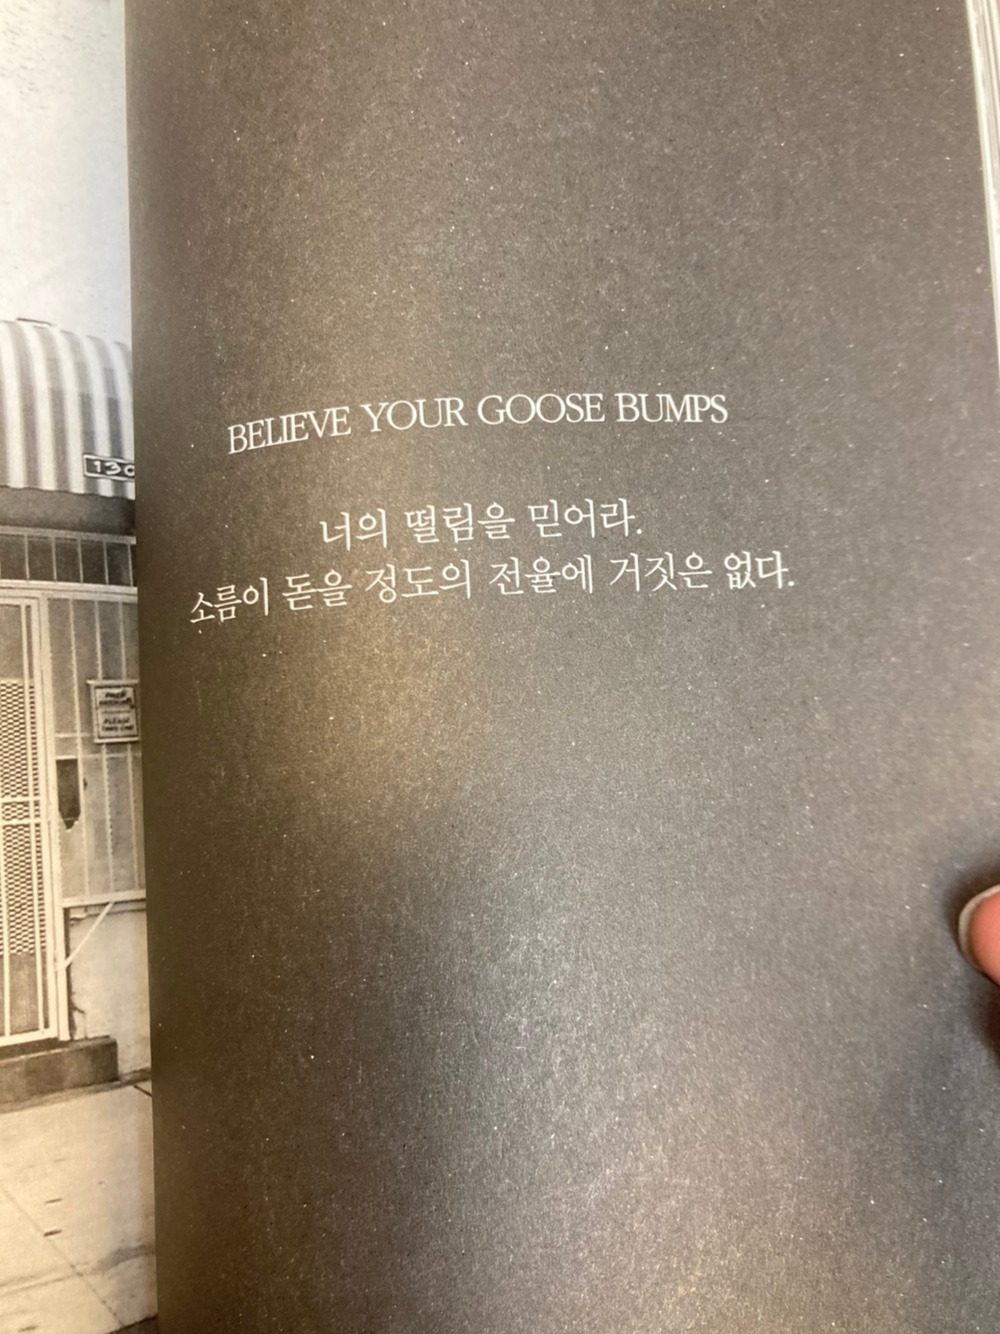 130
BELIEVE YOUR GOOSE BUMPS
너의 떨림을 믿어라.
소름이 돋을 정도의 전율에 거짓은 없다.